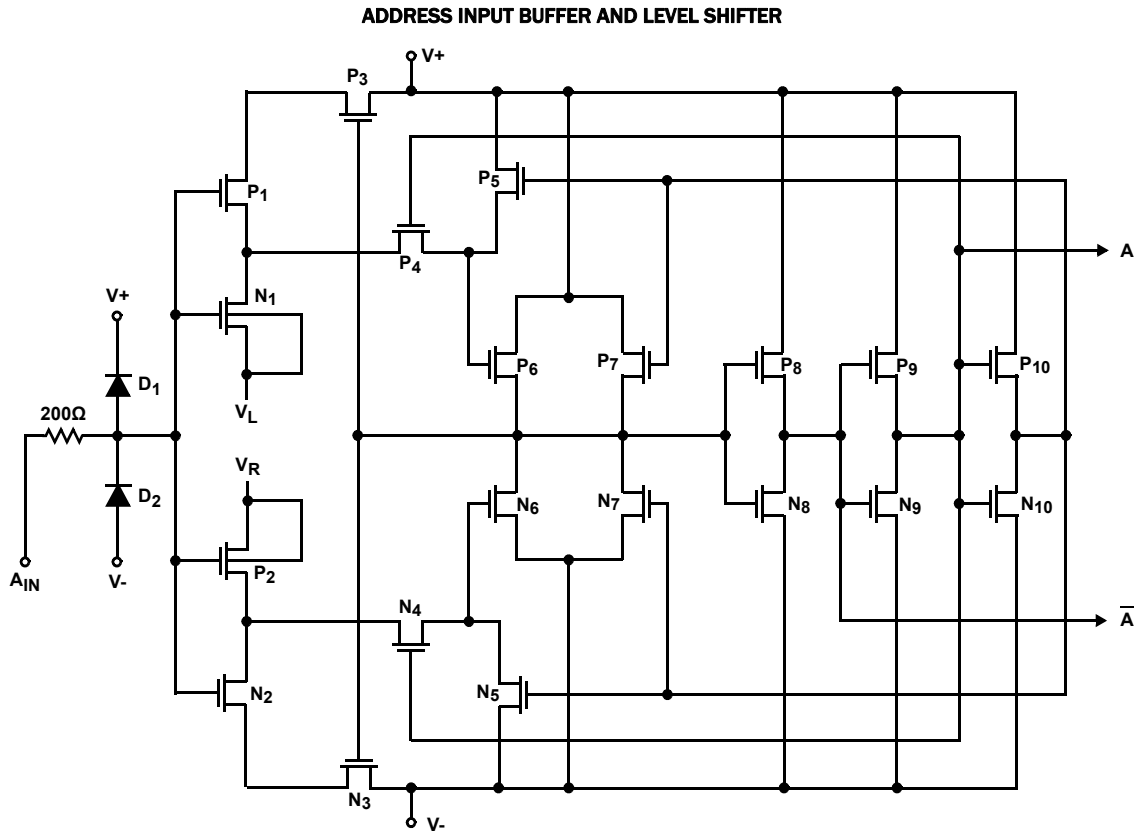 ADDRESS INPUT BUFFER AND LEVEL SHIFTER
V+
P3
P1
P5
P4
A
N1
V+
P6
P7
P8
P9
P10
D1
VL
200Ω
VR
D2
N6
N7
N8
N9
N10
AIN
V-
P2
N4
A̅
N2
N5
N3
V-